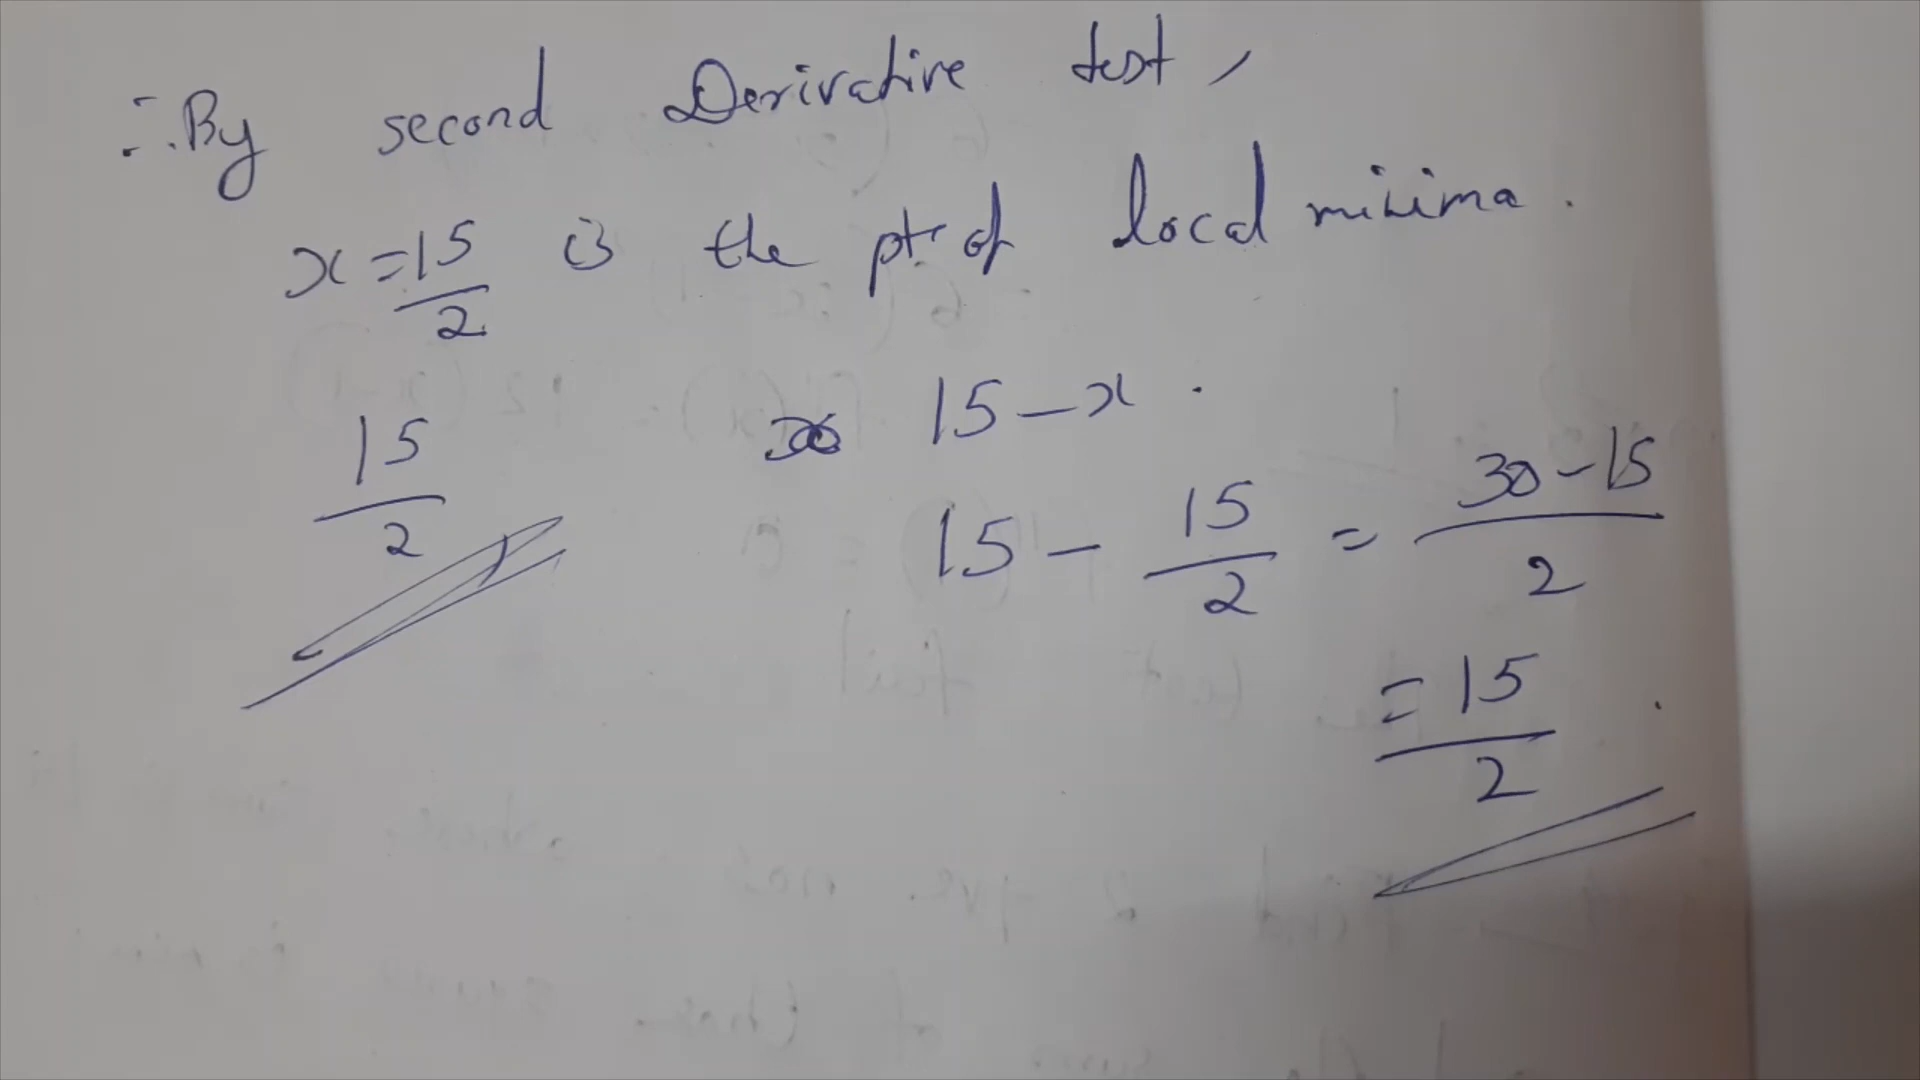 ∴ By second Derivative test,
x = 15/2 is the pt. of local minima.
15/2
15 - x .
15 - 15/2 = 30-15/2
= 15/2 .